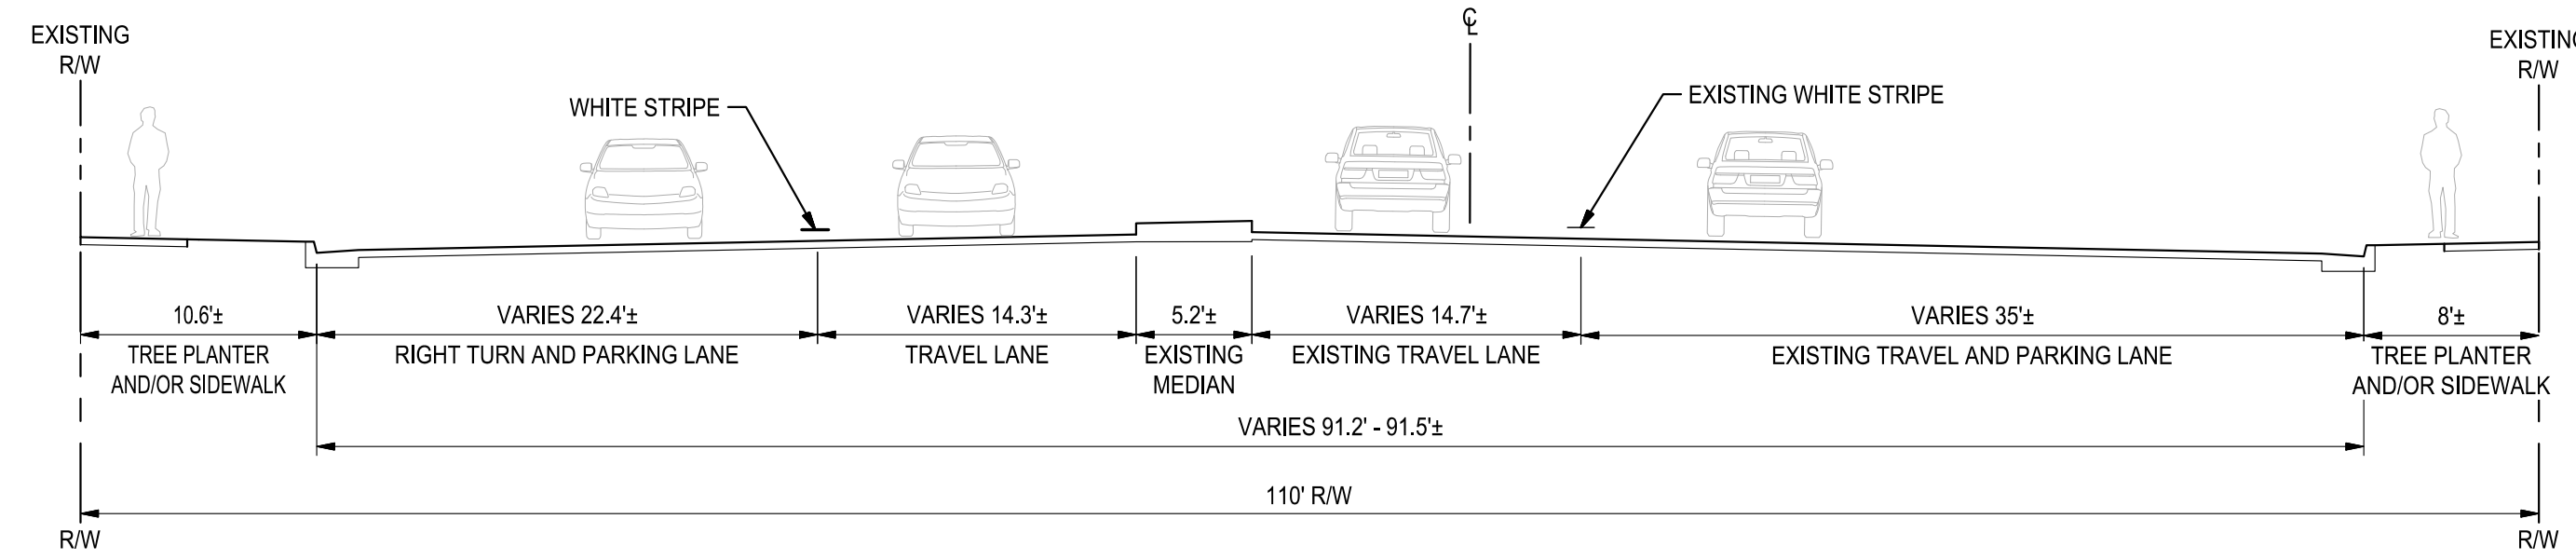 ℄
EXISTING
R/W
EXISTING
R/W
WHITE STRIPE
EXISTING WHITE STRIPE
10.6'±
VARIES 22.4'±
VARIES 14.3'±
5.2'±
VARIES 14.7'±
VARIES 35'±
8'±
TREE PLANTER
AND/OR SIDEWALK
RIGHT TURN AND PARKING LANE
TRAVEL LANE
EXISTING
MEDIAN
EXISTING TRAVEL LANE
EXISTING TRAVEL AND PARKING LANE
TREE PLANTER
AND/OR SIDEWALK
VARIES 91.2' - 91.5'±
110' R/W
R/W
R/W